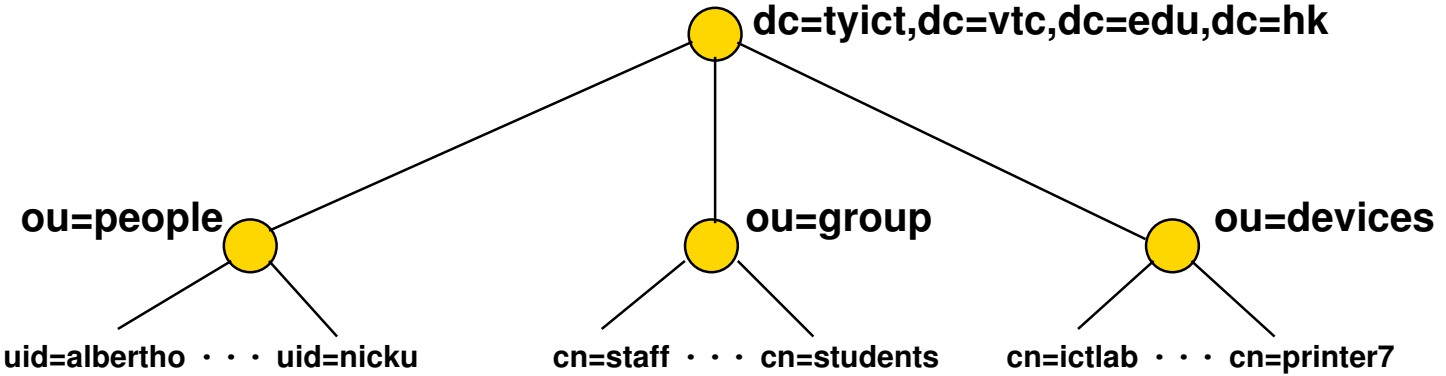 dc=tyict,dc=vtc,dc=edu,dc=hk
ou=people
ou=group
ou=devices
uid=albertho · · · uid=nicku
cn=staff · · · cn=students
cn=ictlab · · · cn=printer7